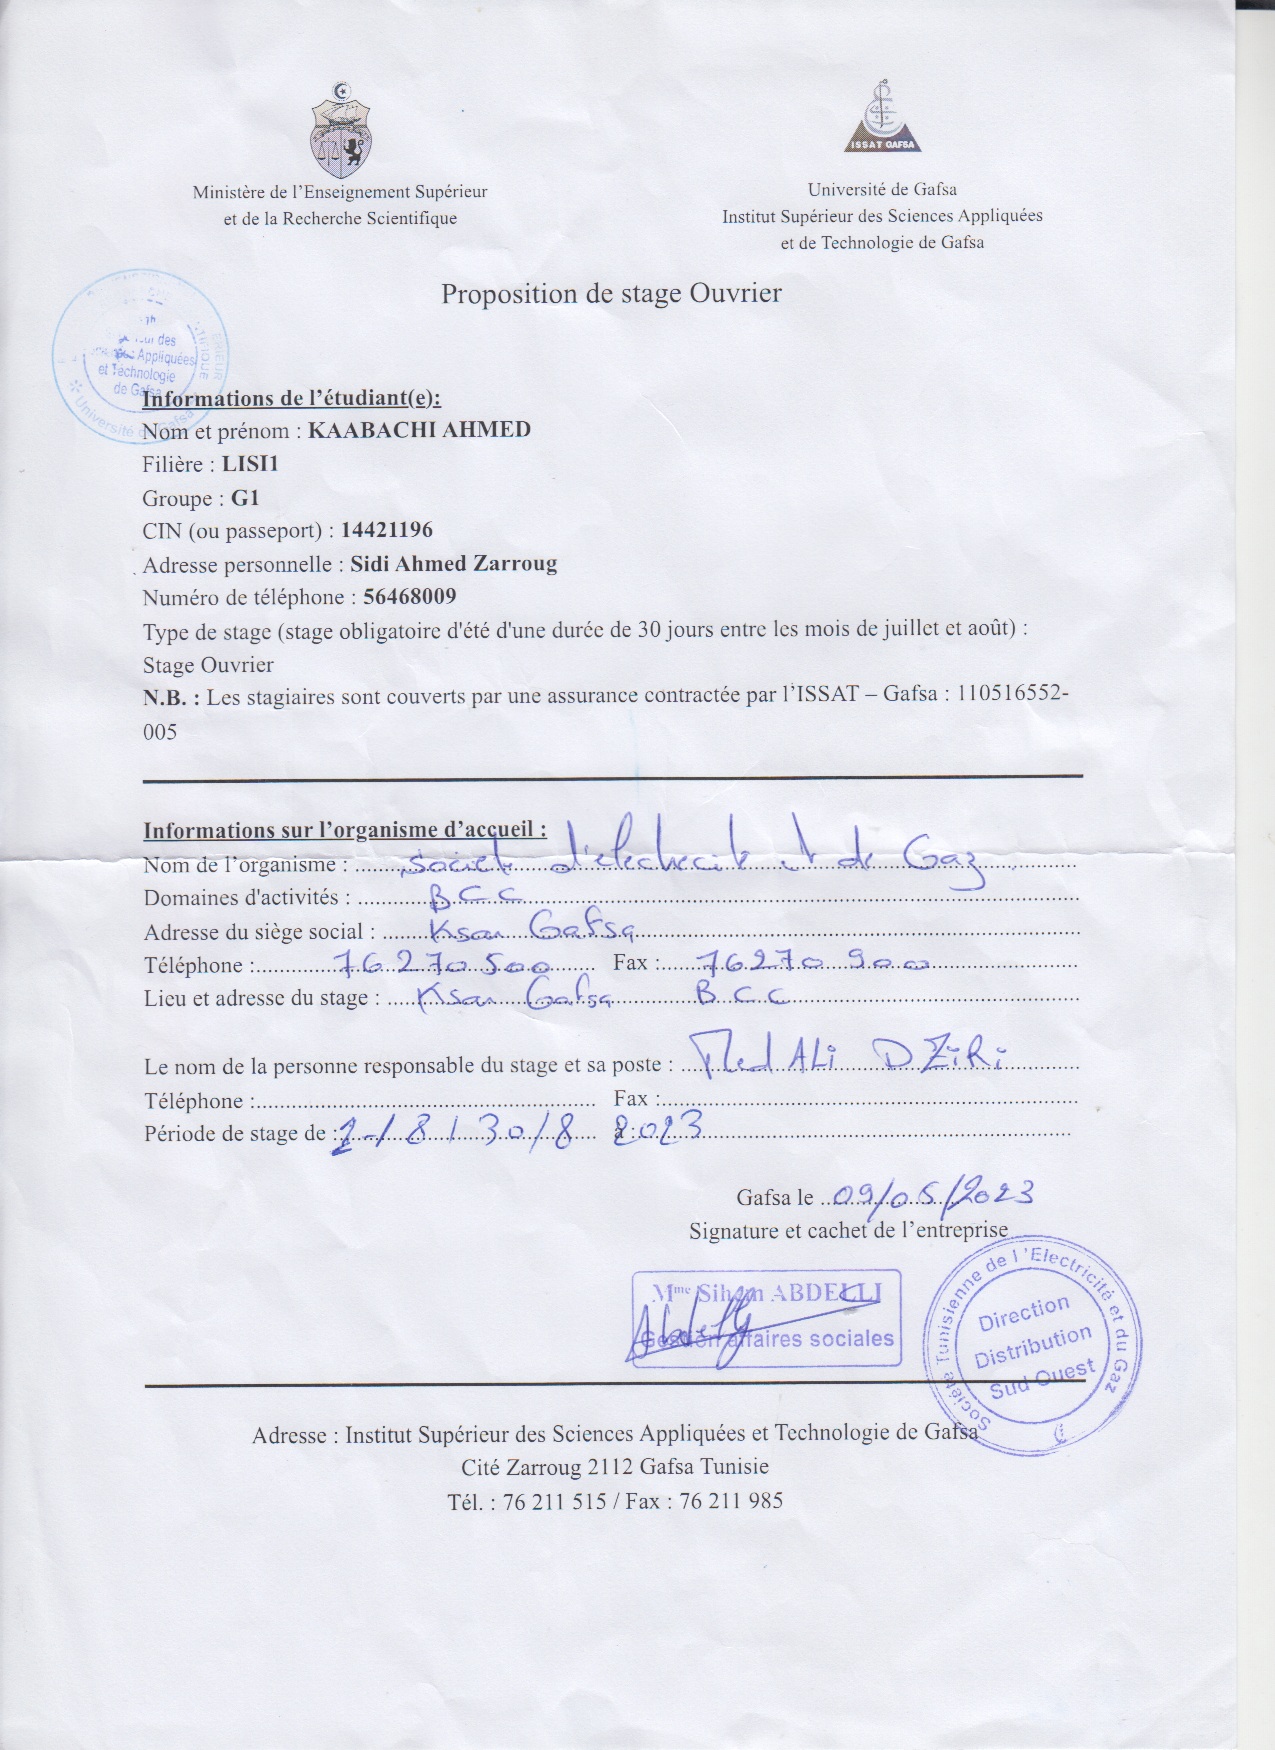 ISSAT GAFSA
Ministère de l'Enseignement Supérieur
et de la Recherche Scientifique
Université de Gafsa
Institut Supérieur des Sciences Appliquées
et de Technologie de Gafsa
Proposition de stage Ouvrier
des
Appliquées
et Technologie
de Gafsa
Université de Gafsa
Informations de l'étudiant(e):
Nom et prénom : KAABACHI AHMED
Filière : LISI1
Groupe : G1
CIN (ou passeport) : 14421196
Adresse personnelle : Sidi Ahmed Zarroug
Numéro de téléphone : 56468009
Type de stage (stage obligatoire d'été d'une durée de 30 jours entre les mois de juillet et août) :
Stage Ouvrier
N.B. : Les stagiaires sont couverts par une assurance contractée par l'ISSAT – Gafsa : 110516552-
005
Informations sur l'organisme d'accueil :
Nom de l'organisme : société d'électricité et de Gaz
Domaines d'activités : B C C
Adresse du siège social : Ksar Gafsa
Téléphone : 76 270 500 Fax : 76 270 900
Lieu et adresse du stage : Ksar Gafsa B C C
Le nom de la personne responsable du stage et sa poste : Med ALi DZiRi
Téléphone : Fax :
Période de stage de : 1-/8/30/8 à : 2023
Gafsa le 09/05/2023
Signature et cachet de l'entreprise
Mme Sihem ABDELLI
Gestion affaires sociales
Société Tunisienne de l'Electricité et du Gaz
Direction
Distribution
Sud Ouest
Adresse : Institut Supérieur des Sciences Appliquées et Technologie de Gafsa
Cité Zarroug 2112 Gafsa Tunisie
Tél. : 76 211 515 / Fax : 76 211 985